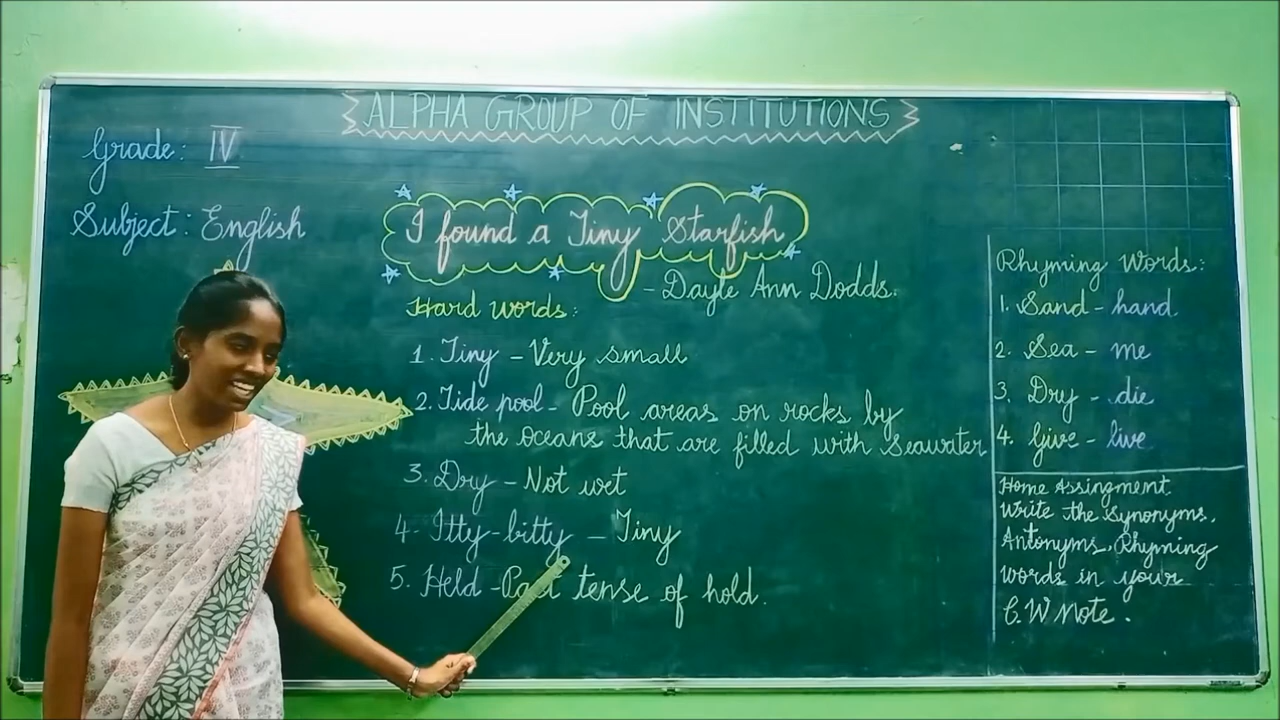 ALPHA GROUP OF INSTITUTIONS
Grade: IV
Subject: English
I found a Tiny Starfish
- Dayle Ann Dodds.
Hard words:
1. Tiny - Very small
2. Tide pool - Pool areas on rocks by
the oceans that are filled with Seawater
3. Dry - Not wet
4. Itty-bitty - Tiny
5. Held - Past tense of hold.
Rhyming Words:
1. Sand - hand.
2. Sea - me
3. Dry - die
4. Give - live
Home Assingment.
Write the Synonyms,
Antonyms, Rhyming
words in your
C.W Note.